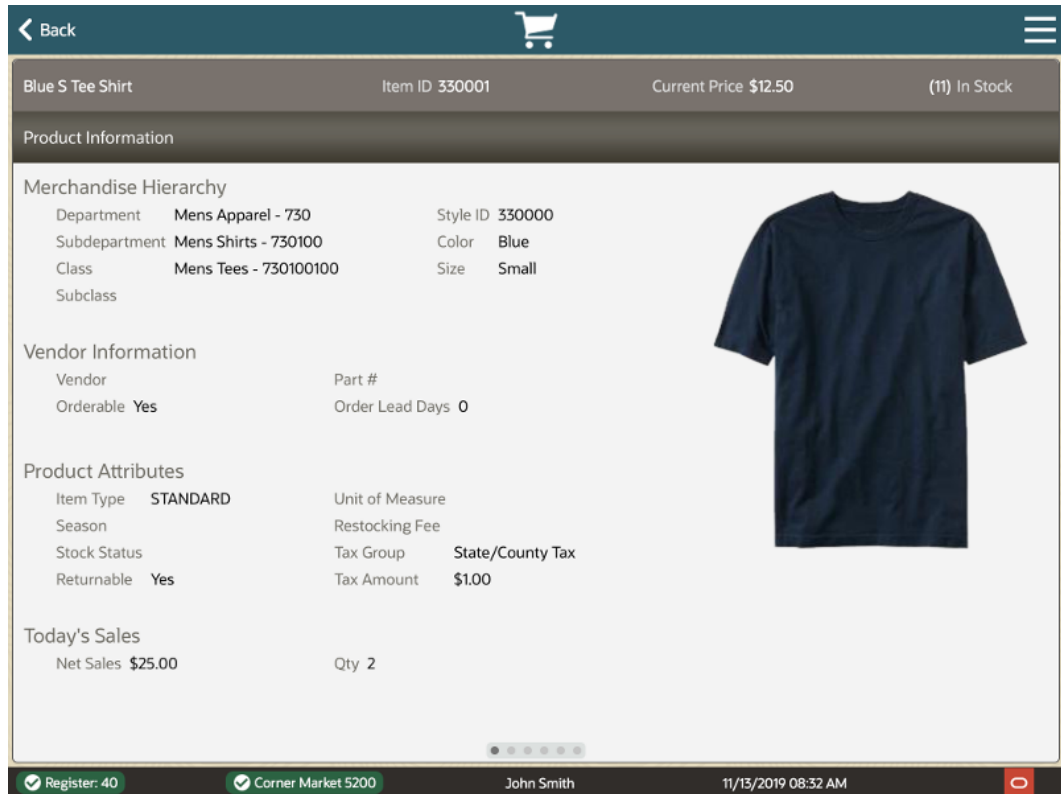 Back
Blue S Tee Shirt Item ID 330001 Current Price $12.50 (11) In Stock
Product Information
Merchandise Hierarchy
Department Mens Apparel - 730 Style ID 330000
Subdepartment Mens Shirts - 730100 Color Blue
Class Mens Tees - 730100100 Size Small
Subclass
Vendor Information
Vendor Part #
Orderable Yes Order Lead Days 0
Product Attributes
Item Type STANDARD Unit of Measure
Season Restocking Fee
Stock Status Tax Group State/County Tax
Returnable Yes Tax Amount $1.00
Today's Sales
Net Sales $25.00 Qty 2
Register: 40 Corner Market 5200 John Smith 11/13/2019 08:32 AM